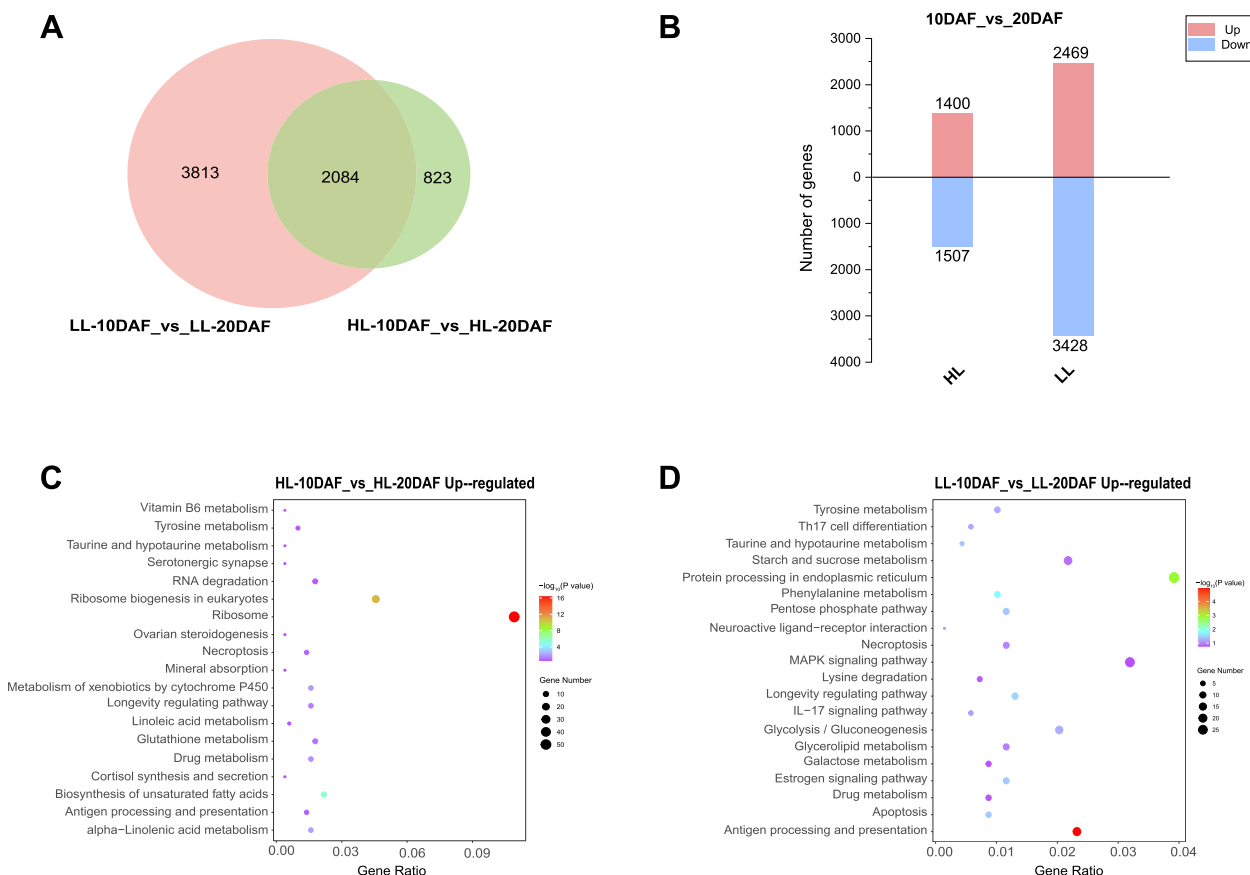 A
3813
2084
823
LL-10DAF_vs_LL-20DAF
HL-10DAF_vs_HL-20DAF
B
10DAF_vs_20DAF
Up
Down
Number of genes
3000
2000
1000
0
1000
2000
3000
4000
1400
2469
1507
3428
HL
LL
C
HL-10DAF_vs_HL-20DAF Up--regulated
Vitamin B6 metabolism
Tyrosine metabolism
Taurine and hypotaurine metabolism
Serotonergic synapse
RNA degradation
Ribosome biogenesis in eukaryotes
Ribosome
Ovarian steroidogenesis
Necroptosis
Mineral absorption
Metabolism of xenobiotics by cytochrome P450
Longevity regulating pathway
Linoleic acid metabolism
Glutathione metabolism
Drug metabolism
Cortisol synthesis and secretion
Biosynthesis of unsaturated fatty acids
Antigen processing and presentation
alpha−Linolenic acid metabolism
0.00
0.03
0.06
0.09
Gene Ratio
−log10(P value)
16
12
8
4
Gene Number
10
20
30
40
50
D
LL-10DAF_vs_LL-20DAF Up--regulated
Tyrosine metabolism
Th17 cell differentiation
Taurine and hypotaurine metabolism
Starch and sucrose metabolism
Protein processing in endoplasmic reticulum
Phenylalanine metabolism
Pentose phosphate pathway
Neuroactive ligand−receptor interaction
Necroptosis
MAPK signaling pathway
Lysine degradation
Longevity regulating pathway
IL−17 signaling pathway
Glycolysis / Gluconeogenesis
Glycerolipid metabolism
Galactose metabolism
Estrogen signaling pathway
Drug metabolism
Apoptosis
Antigen processing and presentation
0.00
0.01
0.02
0.03
0.04
Gene Ratio
−log10(P value)
4
3
2
1
Gene Number
5
10
15
20
25